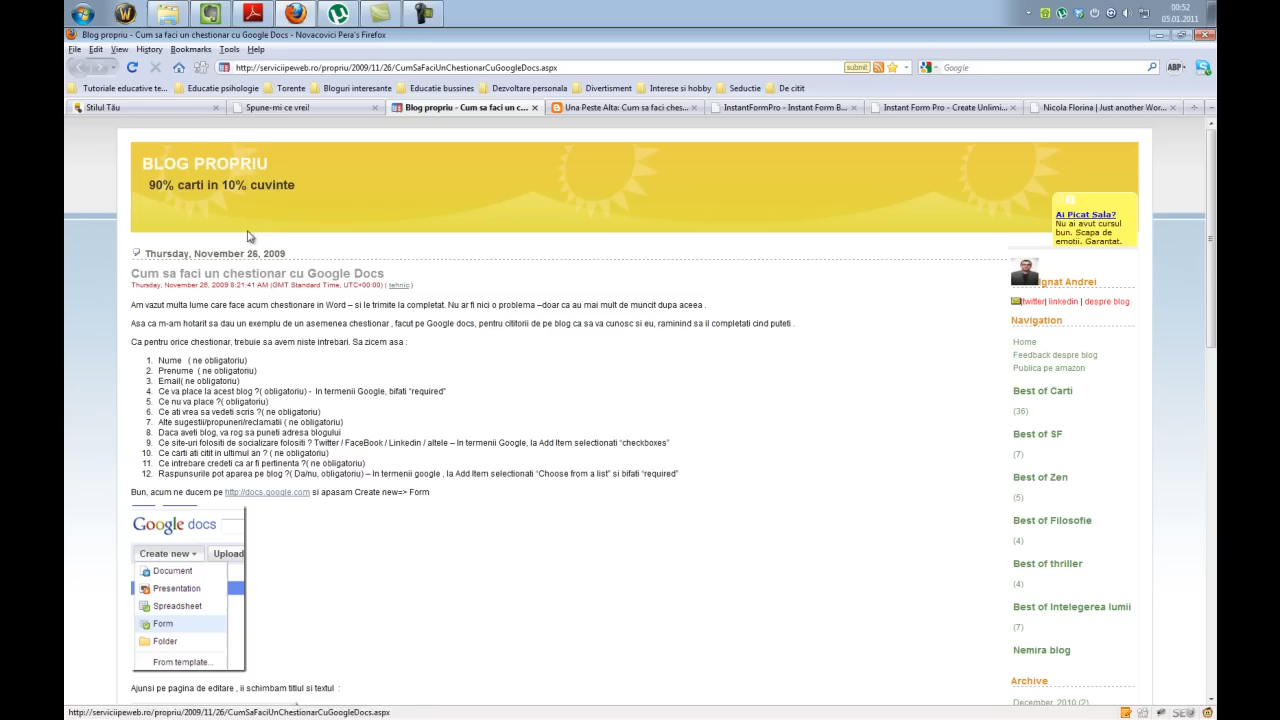 00:52
05.01.2011
Blog propriu - Cum sa faci un chestionar cu Google Docs - Novacovici Pera's Firefox
File Edit View History Bookmarks Tools Help
http://serviciipeweb.ro/propriu/2009/11/26/CumSaFaciUnChestionarCuGoogleDocs.aspx submit Google ABP
Tutoriale educative te... Educatie psihologie Torente Bloguri interesante Educatie bussines Dezvoltare personala Divertisment Interese si hobby Seductie De citit
Stilul Tău Spune-mi ce vrei! Blog propriu - Cum sa faci un c... Una Peste Alta: Cum sa faci ches... InstantFormPro - Instant Form B... Instant Form Pro - Create Unlimi... Nicola Florina | Just another Wor...
BLOG PROPRIU
90% carti in 10% cuvinte
Ai Picat Sala?
Nu ai avut cursul
bun. Scapa de
emotii. Garantat.
Thursday, November 26, 2009
Cum sa faci un chestionar cu Google Docs
Thursday, November 26, 2009 8:21:41 AM (GMT Standard Time, UTC+00:00) ( tehnic )
Am vazut multa lume care face acum chestionare in Word – si le trimite la completat. Nu ar fi nici o problema –doar ca au mai mult de muncit dupa aceea .
Asa ca m-am hotarit sa dau un exemplu de un asemenea chestionar , facut pe Google docs, pentru cititorii de pe blog ca sa va cunosc si eu, raminind sa il completati cind puteti .
Ca pentru orice chestionar, trebuie sa avem niste intrebari. Sa zicem asa :
1. Nume ( ne obligatoriu)
2. Prenume ( ne obligatoriu)
3. Email( ne obligatoriu)
4. Ce va place la acest blog ?( obligatoriu) - In termenii Google, bifati “required”
5. Ce nu va place ?( obligatoriu)
6. Ce ati vrea sa vedeti scris ?( ne obligatoriu)
7. Alte sugestii/propuneri/reclamatii ( ne obligatoriu)
8. Daca aveti blog, va rog sa puneti adresa blogului
9. Ce site-uri folositi de socializare folositi ? Twitter / FaceBook / Linkedin / altele – In termenii Google, la Add Item selectionati “checkboxes”
10. Ce carti ati citit in ultimul an ? ( ne obligatoriu)
11. Ce intrebare credeti ca ar fi pertinenta ?( ne obligatoriu)
12. Raspunsurile pot aparea pe blog ?( Da/nu, obligatoriu) – In termenii google , la Add Item selectionati “Choose from a list” si bifati “required”
Bun, acum ne ducem pe http://docs.google.com si apasam Create new=> Form
Google docs
Create new Upload
Document
Presentation
Spreadsheet
Form
Folder
From template...
Ajunsi pe pagina de editare , ii schimbam titlul si textul :
Ignat Andrei
twitter| linkedin | despre blog
Navigation
Home
Feedback despre blog
Publica pe amazon
Best of Carti
(36)
Best of SF
(7)
Best of Zen
(5)
Best of Filosofie
(4)
Best of thriller
(4)
Best of Intelegerea lumii
(7)
Nemira blog
Archive
December, 2010 (2)
http://serviciipeweb.ro/propriu/2009/11/26/CumSaFaciUnChestionarCuGoogleDocs.aspx